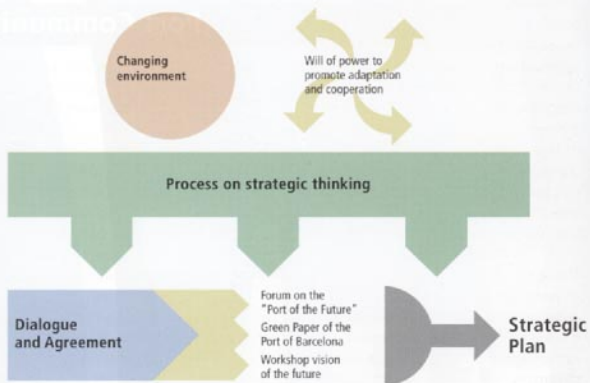 Changing
environment
Will of power to
promote adaptation
and cooperation
Process on strategic thinking
Dialogue
and Agreement
Forum on the
"Port of the Future"
Green Paper of the
Port of Barcelona
Workshop vision
of the future
Strategic
Plan